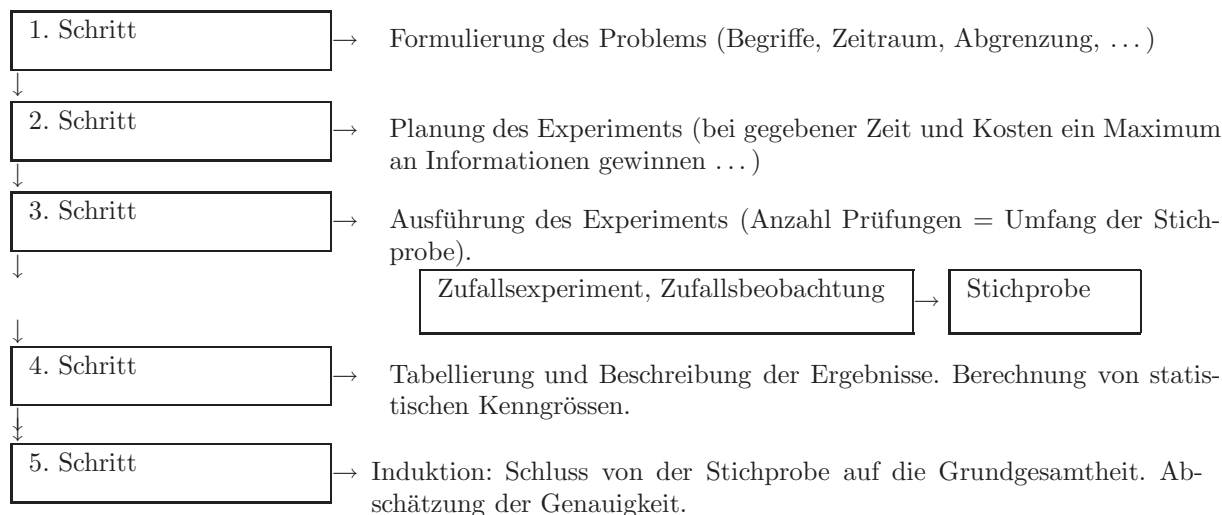 1. Schritt → Formulierung des Problems (Begriffe, Zeitraum, Abgrenzung, ...)
↓
2. Schritt → Planung des Experiments (bei gegebener Zeit und Kosten ein Maximum
an Informationen gewinnen ...)
↓
3. Schritt → Ausführung des Experiments (Anzahl Prüfungen = Umfang der Stich-
probe).
↓
Zufallsexperiment, Zufallsbeobachtung → Stichprobe
↓
4. Schritt → Tabellierung und Beschreibung der Ergebnisse. Berechnung von statis-
tischen Kenngrössen.
↓
5. Schritt → Induktion: Schluss von der Stichprobe auf die Grundgesamtheit. Ab-
schätzung der Genauigkeit.